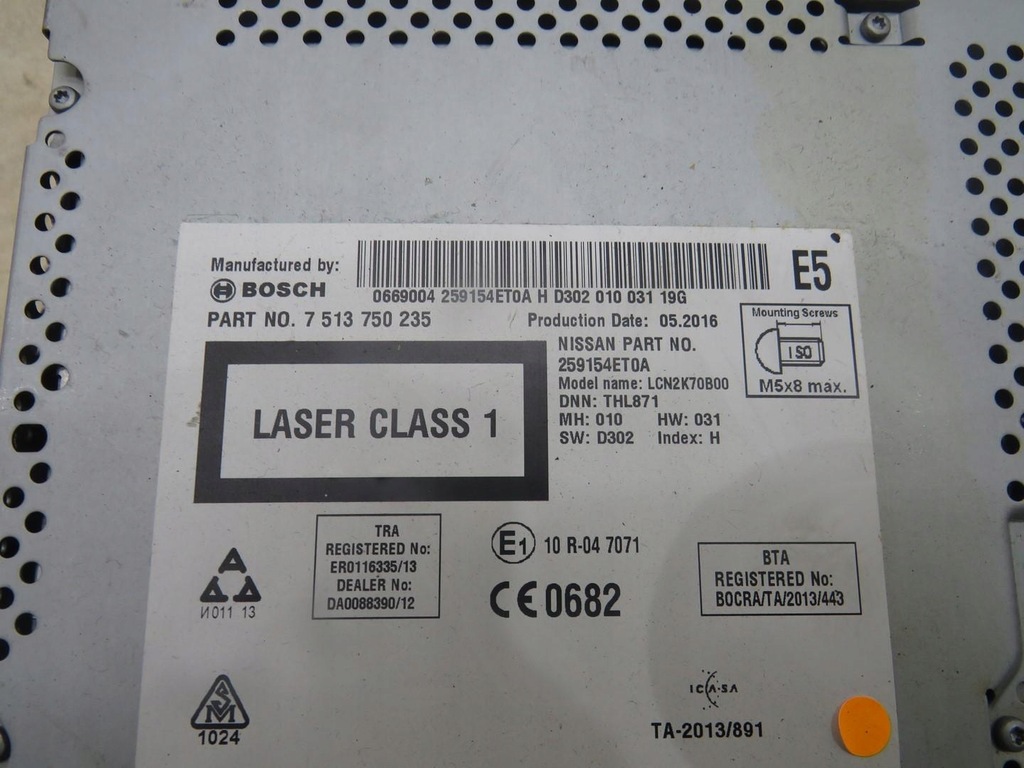 Manufactured by:
BOSCH
0669004 259154ET0A H D302 010 031 19G
E5
PART NO. 7 513 750 235
Production Date: 05.2016
Mounting Screws
ISO
M5x8 max.
NISSAN PART NO.
259154ET0A
Model name: LCN2K70B00
DNN: THL871
MH: 010 HW: 031
SW: D302 Index: H
LASER CLASS 1
TRA
REGISTERED No:
ER0116335/13
DEALER No:
DA0088390/12
E1 10 R-04 7071
CE 0682
BTA
REGISTERED No:
BOCRA/TA/2013/443
И011 13
SM
1024
ICASA
TA-2013/891